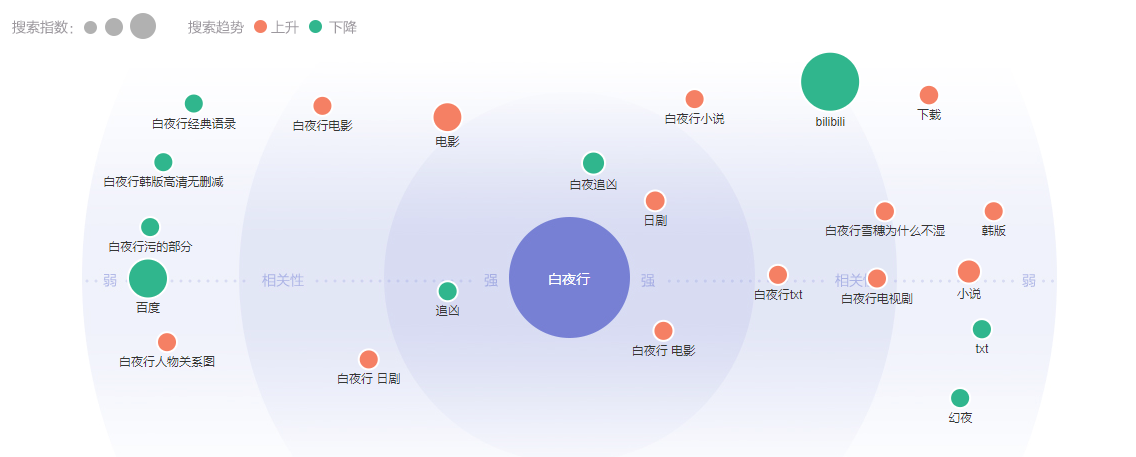 搜索指数：
搜索趋势 上升 下降
bilibili
下载
白夜行经典语录
白夜行电影
电影
白夜行小说
白夜追凶
白夜行韩版高清无删减
日剧
白夜行污的部分
白夜行雪穗为什么不湿
韩版
弱
相关性
强
白夜行
强
相关性
弱
百度
追凶
白夜行txt
白夜行电视剧
小说
白夜行人物关系图
白夜行 日剧
白夜行 电影
txt
幻夜